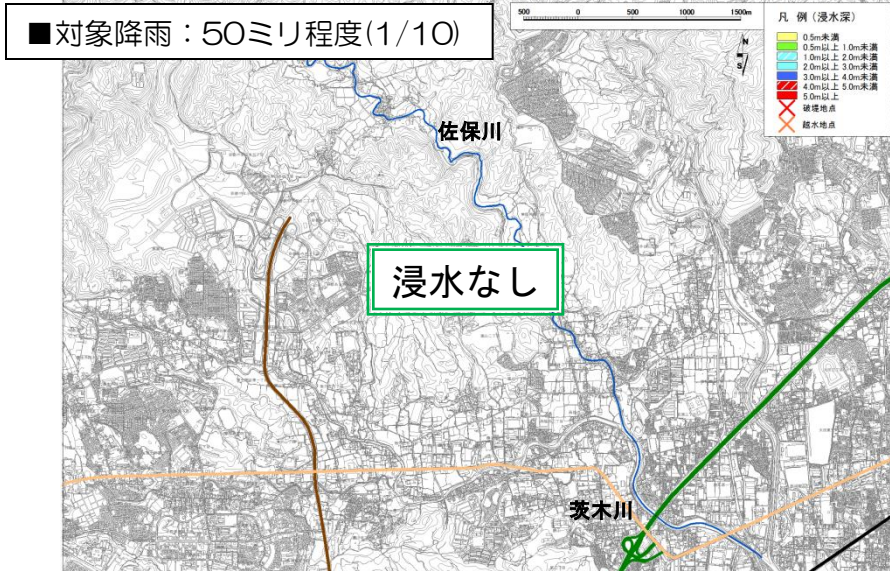 ■対象降雨：50ミリ程度(1/10)
500 0 500 1000 1500m
N
S
凡 例 (浸水深)
0.5m未満
0.5m以上 1.0m未満
1.0m以上 2.0m未満
2.0m以上 3.0m未満
3.0m以上 4.0m未満
4.0m以上 5.0m未満
5.0m以上
破堤地点
越水地点
佐保川
浸水なし
茨木川